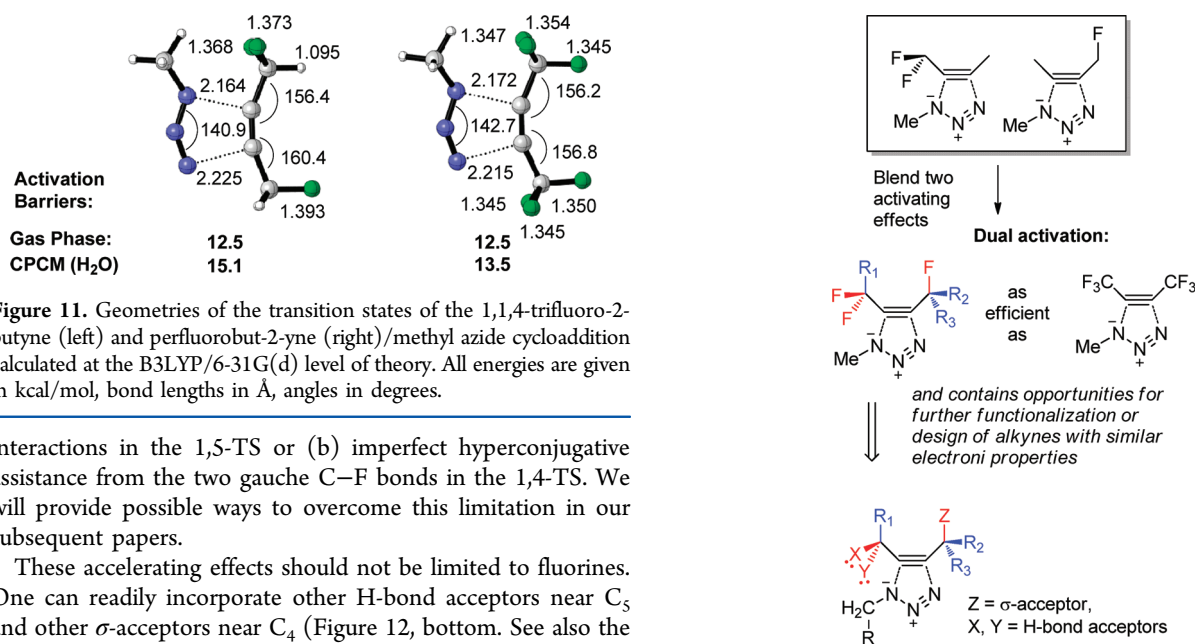 1.373
1.368
1.095
2.164
156.4
140.9
160.4
2.225
1.393
1.354
1.347
1.345
2.172
156.2
142.7
156.8
2.215
1.345
1.350
1.345
Activation
Barriers:
Gas Phase: 12.5 12.5
CPCM (H₂O) 15.1 13.5
igure 11. Geometries of the transition states of the 1,1,4-trifluoro-2-
utyne (left) and perfluorobut-2-yne (right)/methyl azide cycloaddition
alculated at the B3LYP/6-31G(d) level of theory. All energies are given
n kcal/mol, bond lengths in Å, angles in degrees.
nteractions in the 1,5-TS or (b) imperfect hyperconjugative
ssistance from the two gauche C−F bonds in the 1,4-TS. We
vill provide possible ways to overcome this limitation in our
ubsequent papers.
These accelerating effects should not be limited to fluorines.
One can readily incorporate other H-bond acceptors near C₅
nd other σ-acceptors near C₄ (Figure 12, bottom. See also the
F
F
Me
N
−
N
+
N
F
Me
N
−
N
+
N
Blend two
activating
effects
Dual activation:
R₁
F
F
F
R₂
R₃
Me
N
−
N
+
N
as
efficient
as
F₃C
CF₃
Me
N
−
N
+
N
and contains opportunities for
further functionalization or
design of alkynes with similar
electroni properties
R₁
X
Y
Z
R₂
R₃
H₂C
R
N
−
N
+
N
Z = σ-acceptor,
X, Y = H-bond acceptors